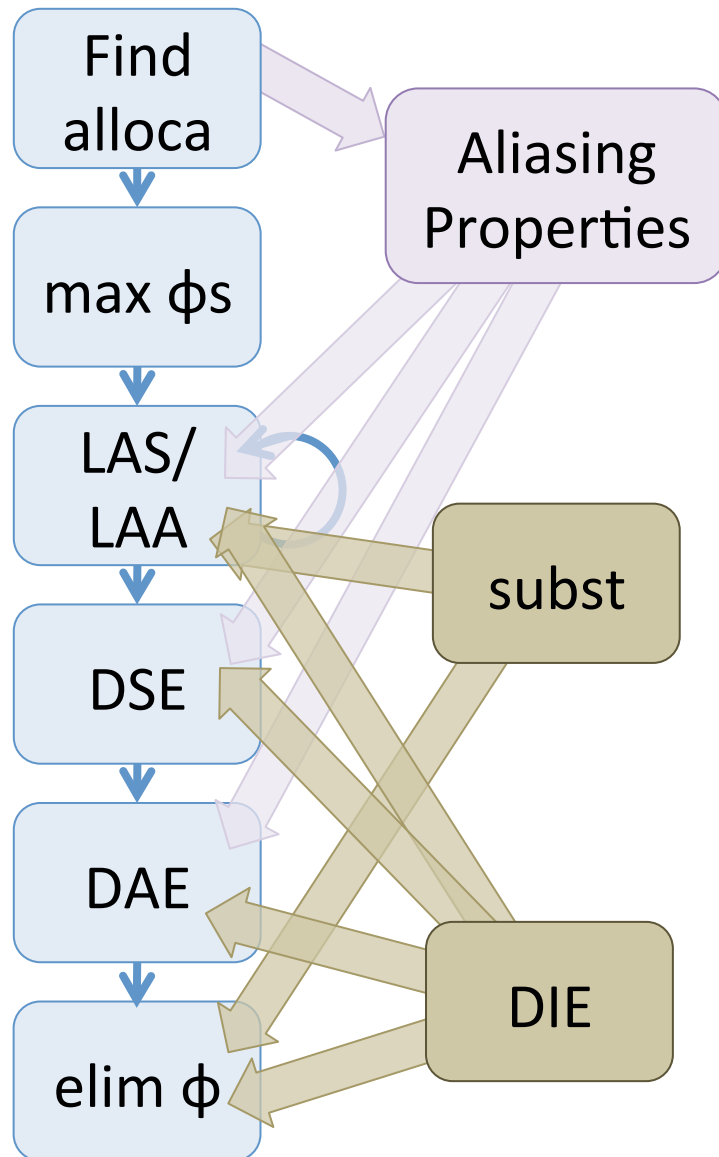 Find
alloca
Aliasing
Properties
max ϕs
LAS/
LAA
subst
DSE
DAE
DIE
elim ϕ